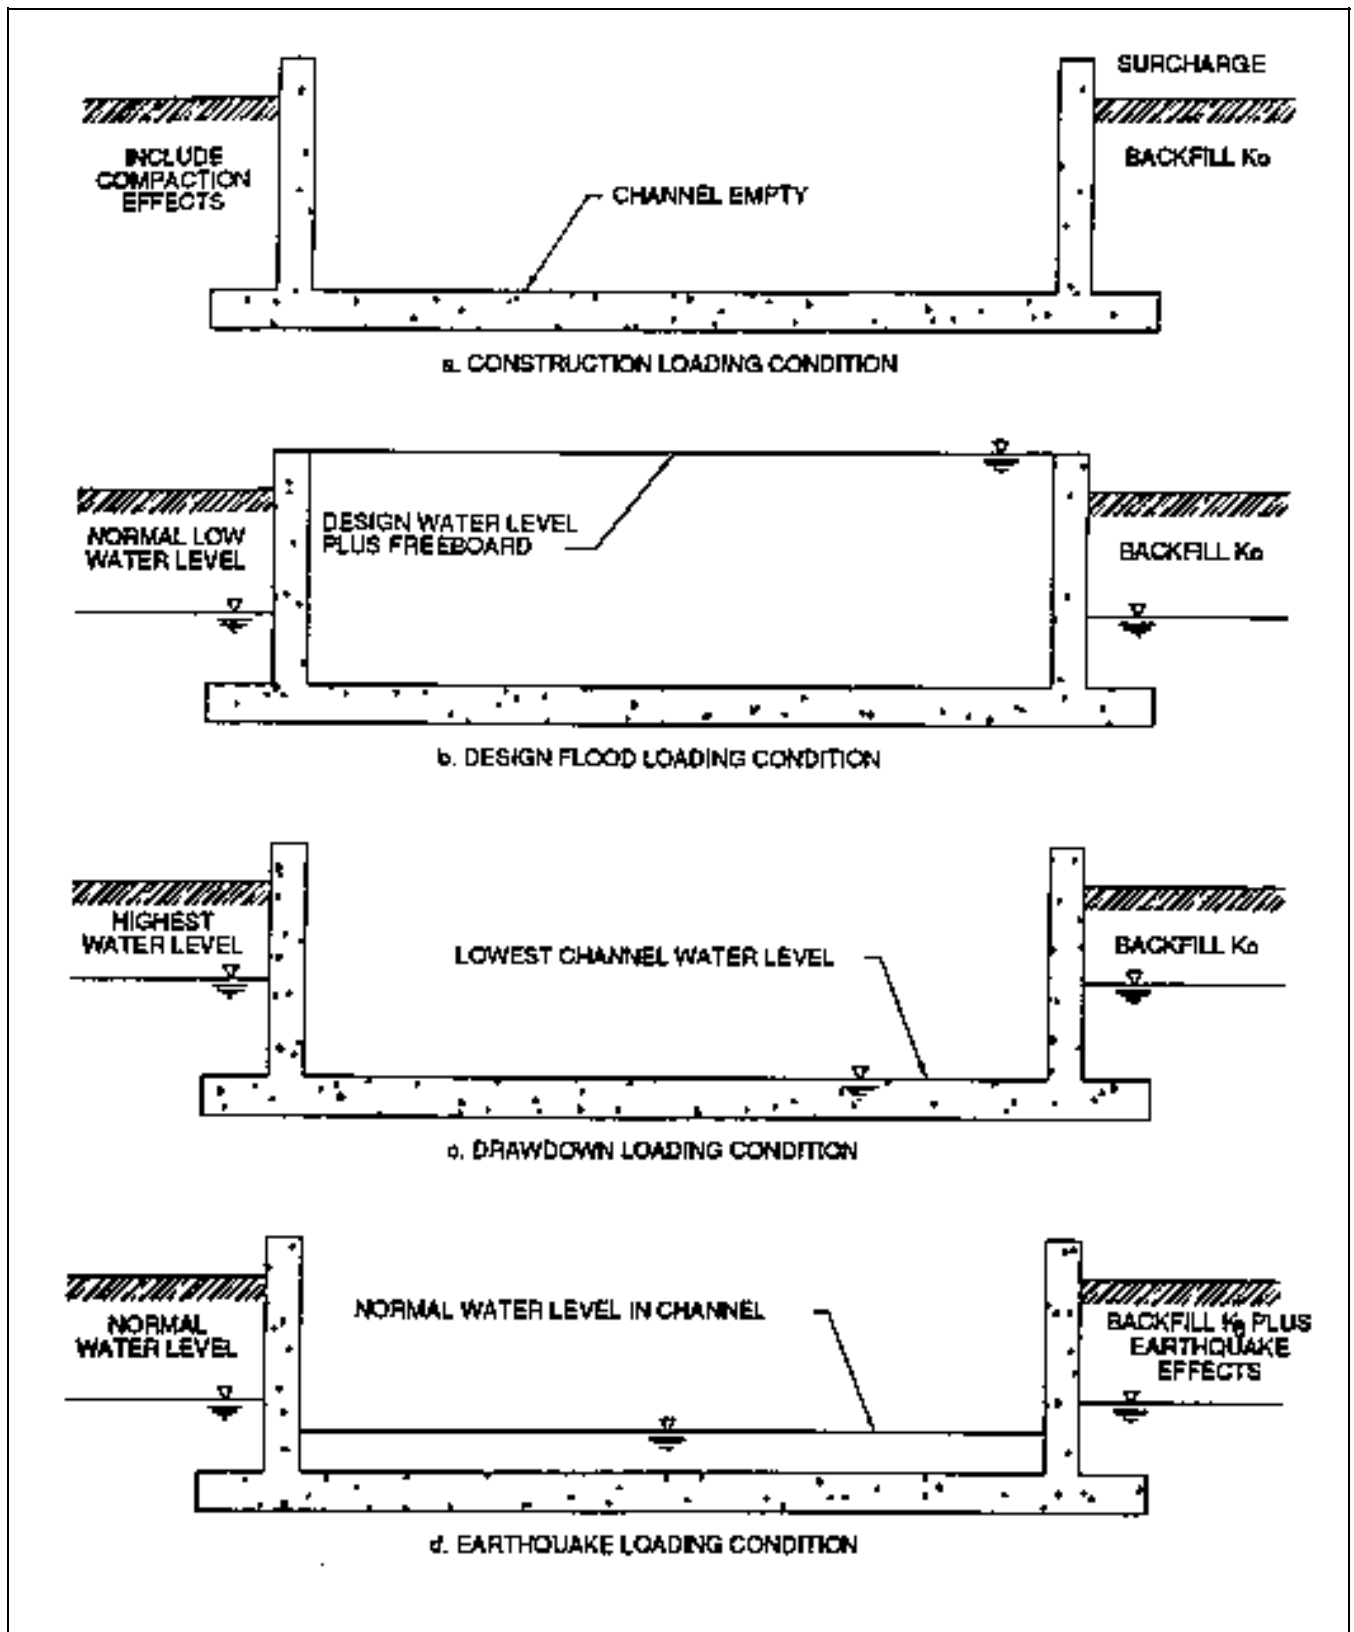 SURCHARGE
INCLUDE
COMPACTION
EFFECTS
BACKFILL Ko
CHANNEL EMPTY
a. CONSTRUCTION LOADING CONDITION
NORMAL LOW
WATER LEVEL
DESIGN WATER LEVEL
PLUS FREEBOARD
BACKFILL Ko
b. DESIGN FLOOD LOADING CONDITION
HIGHEST
WATER LEVEL
LOWEST CHANNEL WATER LEVEL
BACKFILL Ko
c. DRAWDOWN LOADING CONDITION
NORMAL
WATER LEVEL
NORMAL WATER LEVEL IN CHANNEL
BACKFILL Ko PLUS
EARTHQUAKE
EFFECTS
d. EARTHQUAKE LOADING CONDITION